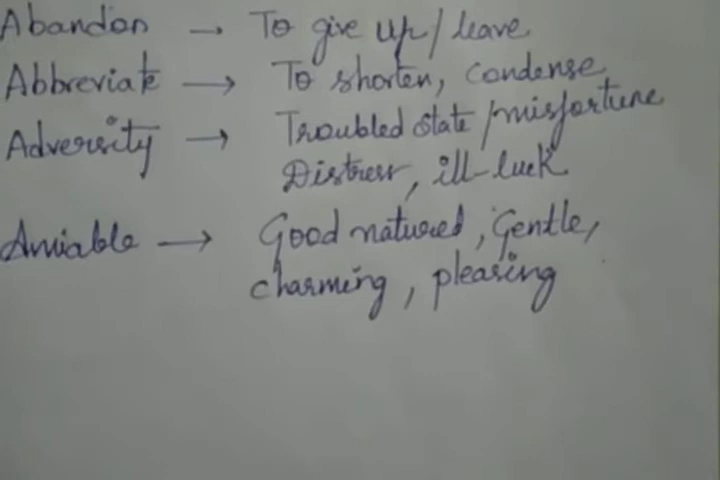 Abandon → To give up/leave
Abbreviate → To shorten, condense
Adversity → Troubled state/misfortune
Distress, ill-luck
Amiable → Good natured, Gentle,
charming, pleasing